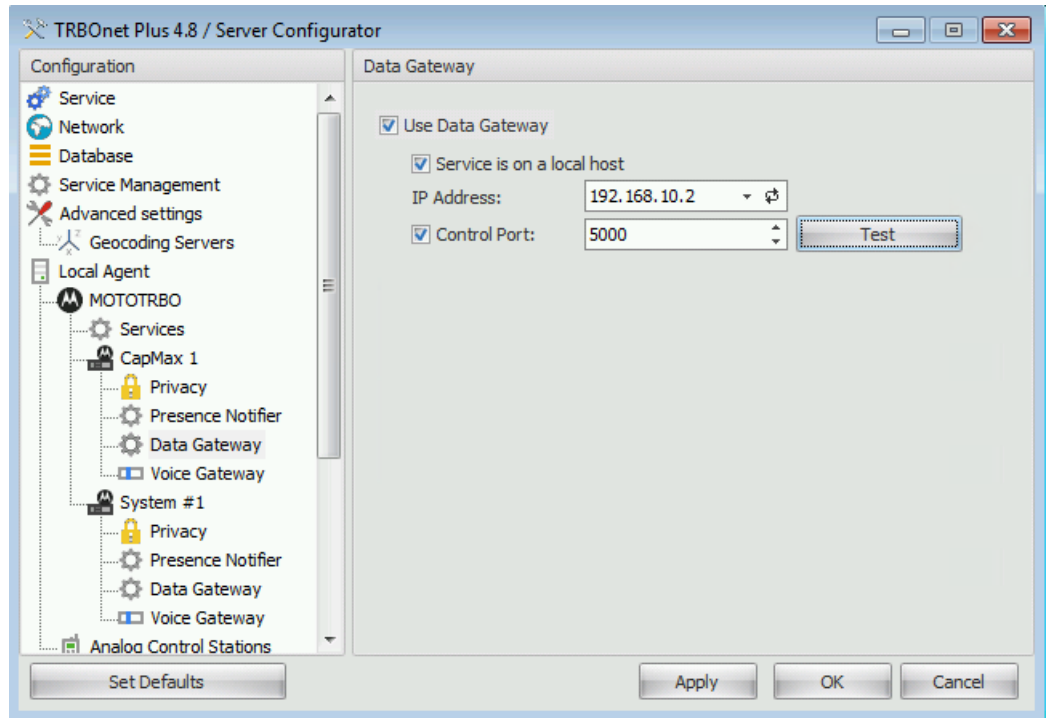 TRBOnet Plus 4.8 / Server Configurator
Configuration
Service
Network
Database
Service Management
Advanced settings
Geocoding Servers
Local Agent
MOTOTRBO
Services
CapMax 1
Privacy
Presence Notifier
Data Gateway
Voice Gateway
System #1
Privacy
Presence Notifier
Data Gateway
Voice Gateway
Analog Control Stations
Data Gateway
Use Data Gateway
Service is on a local host
IP Address: 192.168.10.2
Control Port: 5000 Test
Set Defaults Apply OK Cancel